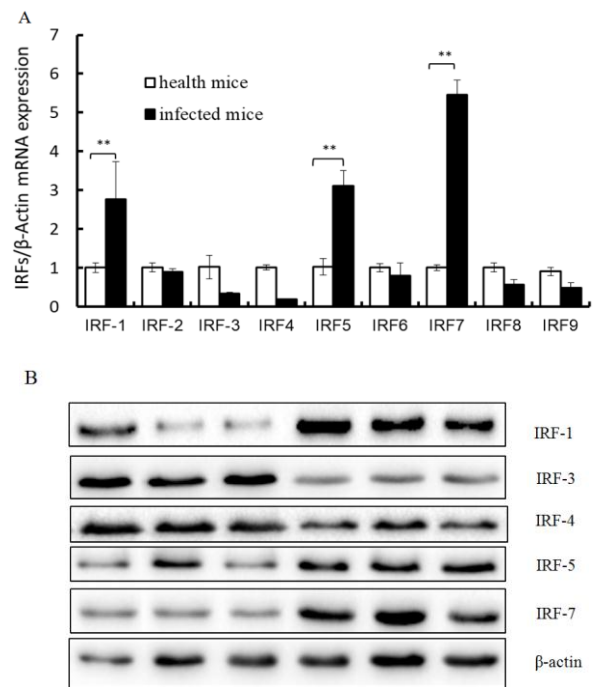 A
IRFs/β-Actin mRNA expression
7
6
5
4
3
2
1
0
health mice
infected mice
**
**
**
IRF-1 IRF-2 IRF-3 IRF4 IRF5 IRF6 IRF7 IRF8 IRF9
B
IRF-1
IRF-3
IRF-4
IRF-5
IRF-7
β-actin